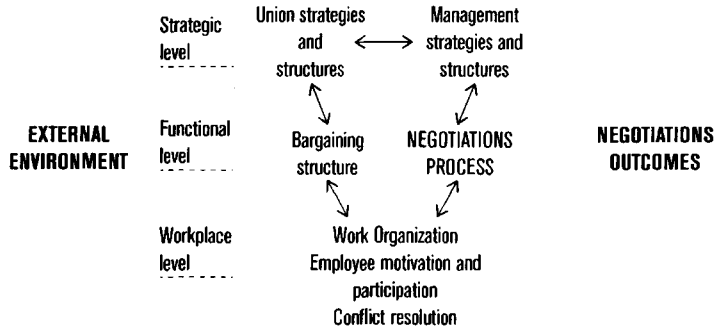 Strategic
level
Union strategies
and
structures
Management
strategies and
structures
EXTERNAL
ENVIRONMENT
Functional
level
Bargaining
structure
NEGOTIATIONS
PROCESS
NEGOTIATIONS
OUTCOMES
Workplace
level
Work Organization
Employee motivation and
participation
Conflict resolution